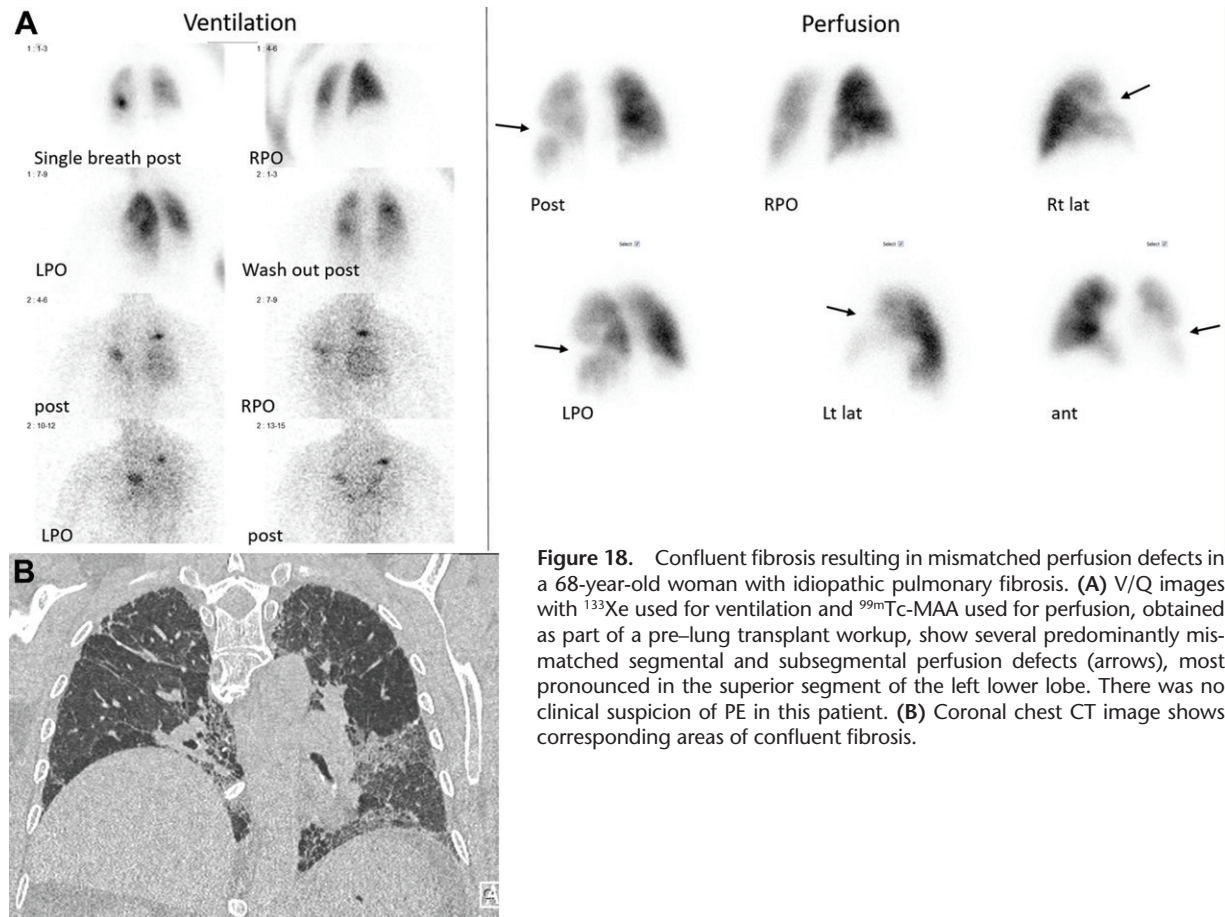 A
Ventilation
1 : 1-3
1 : 4-6
Single breath post
RPO
1 : 7-9
2 : 1-3
LPO
Wash out post
2 : 4-6
2 : 7-9
post
RPO
2 : 10-12
2 : 13-15
LPO
post
Perfusion
Post
RPO
Rt lat
Select
Select
LPO
Lt lat
ant
B
Figure 18. Confluent fibrosis resulting in mismatched perfusion defects in
a 68-year-old woman with idiopathic pulmonary fibrosis. (A) V/Q images
with ¹³³Xe used for ventilation and ⁹⁹ᵐTc-MAA used for perfusion, obtained
as part of a pre–lung transplant workup, show several predominantly mis-
matched segmental and subsegmental perfusion defects (arrows), most
pronounced in the superior segment of the left lower lobe. There was no
clinical suspicion of PE in this patient. (B) Coronal chest CT image shows
corresponding areas of confluent fibrosis.